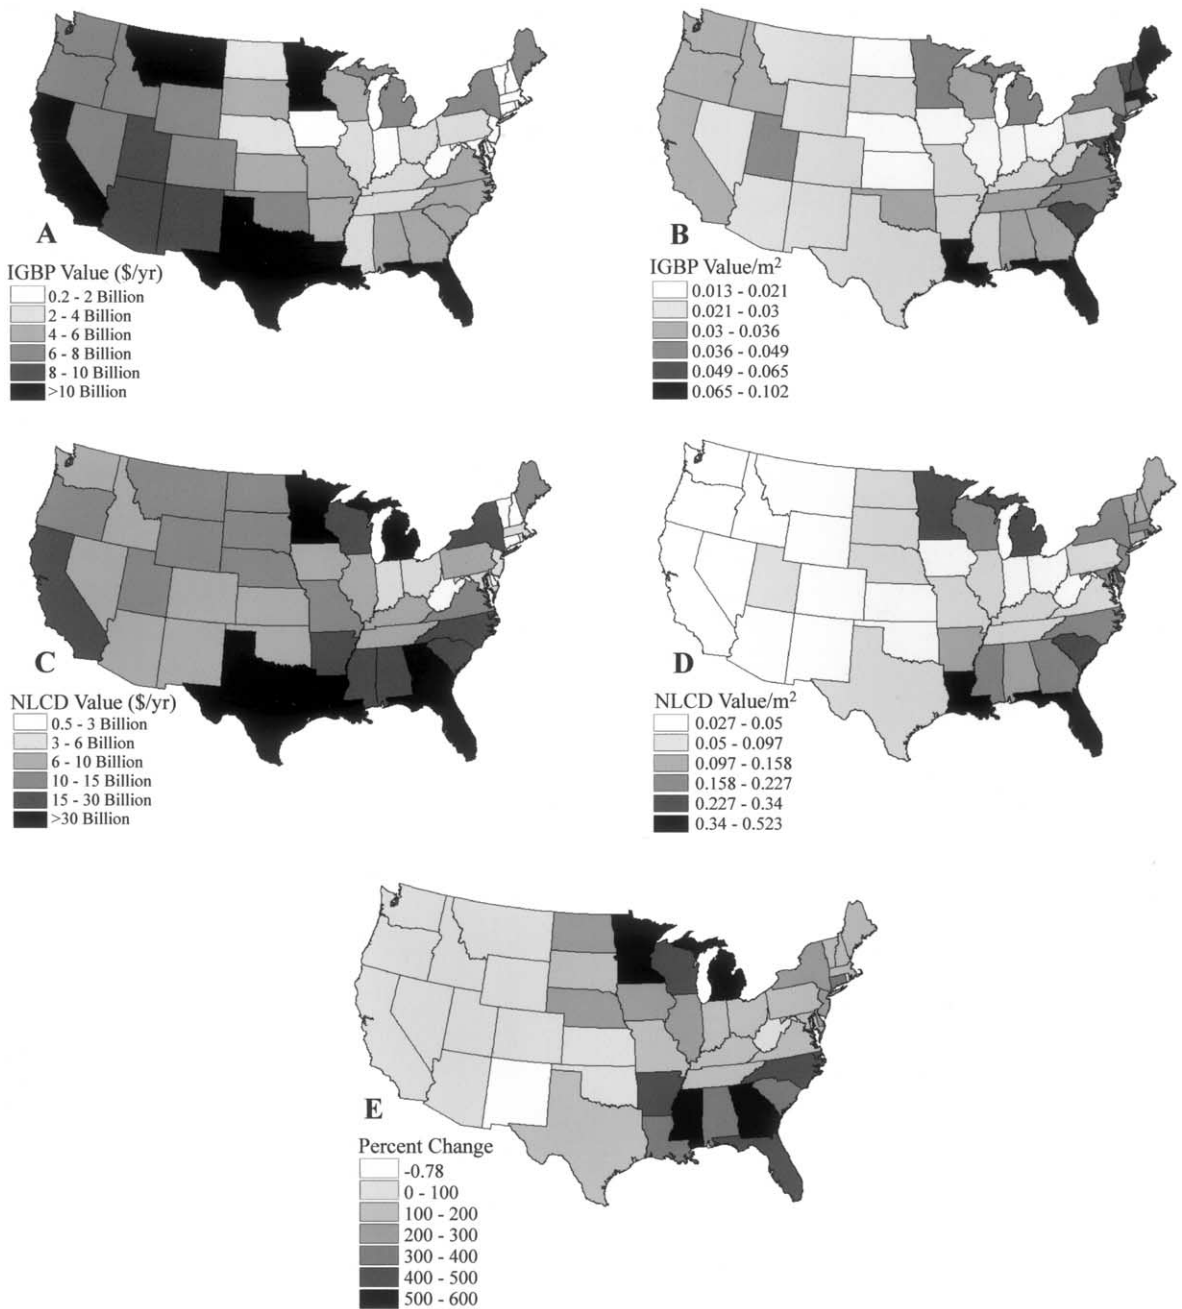 A
IGBP Value ($/yr)
0.2 - 2 Billion
2 - 4 Billion
4 - 6 Billion
6 - 8 Billion
8 - 10 Billion
>10 Billion
B
IGBP Value/m²
0.013 - 0.021
0.021 - 0.03
0.03 - 0.036
0.036 - 0.049
0.049 - 0.065
0.065 - 0.102
C
NLCD Value ($/yr)
0.5 - 3 Billion
3 - 6 Billion
6 - 10 Billion
10 - 15 Billion
15 - 30 Billion
>30 Billion
D
NLCD Value/m²
0.027 - 0.05
0.05 - 0.097
0.097 - 0.158
0.158 - 0.227
0.227 - 0.34
0.34 - 0.523
E
Percent Change
-0.78
0 - 100
100 - 200
200 - 300
300 - 400
400 - 500
500 - 600